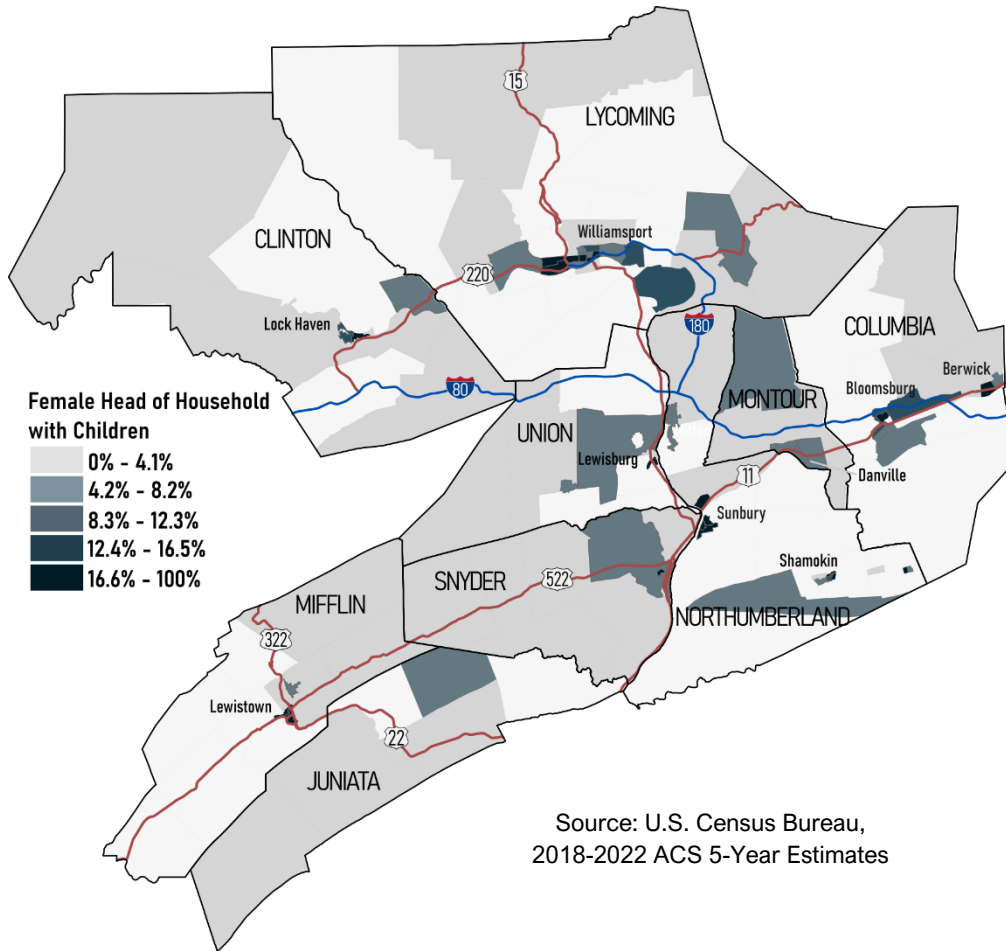 15
LYCOMING
Williamsport
CLINTON
220
Lock Haven
180
COLUMBIA
80
Berwick
Bloomsburg
MONTOUR
UNION
Lewisburg
11
Danville
Sunbury
Shamokin
SNYDER
522
NORTHUMBERLAND
MIFFLIN
322
Lewistown
22
JUNIATA
Female Head of Household
with Children
0% - 4.1%
4.2% - 8.2%
8.3% - 12.3%
12.4% - 16.5%
16.6% - 100%
Source: U.S. Census Bureau,
2018-2022 ACS 5-Year Estimates